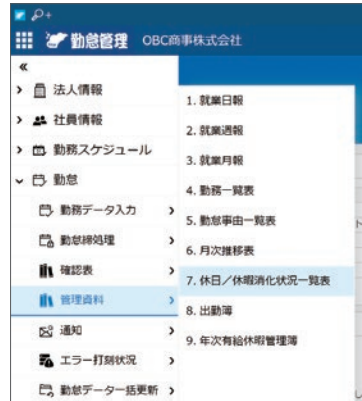 勤怠管理 OBC商事株式会社
法人情報
社員情報
勤務スケジュール
勤怠
勤務データ入力
勤怠締処理
確認表
管理資料
通知
エラー打刻状況
勤怠データ一括更新
1. 就業日報
2. 就業週報
3. 就業月報
4. 勤務一覧表
5. 勤怠事由一覧表
6. 月次推移表
7. 休日／休暇消化状況一覧表
8. 出勤簿
9. 年次有給休暇管理簿